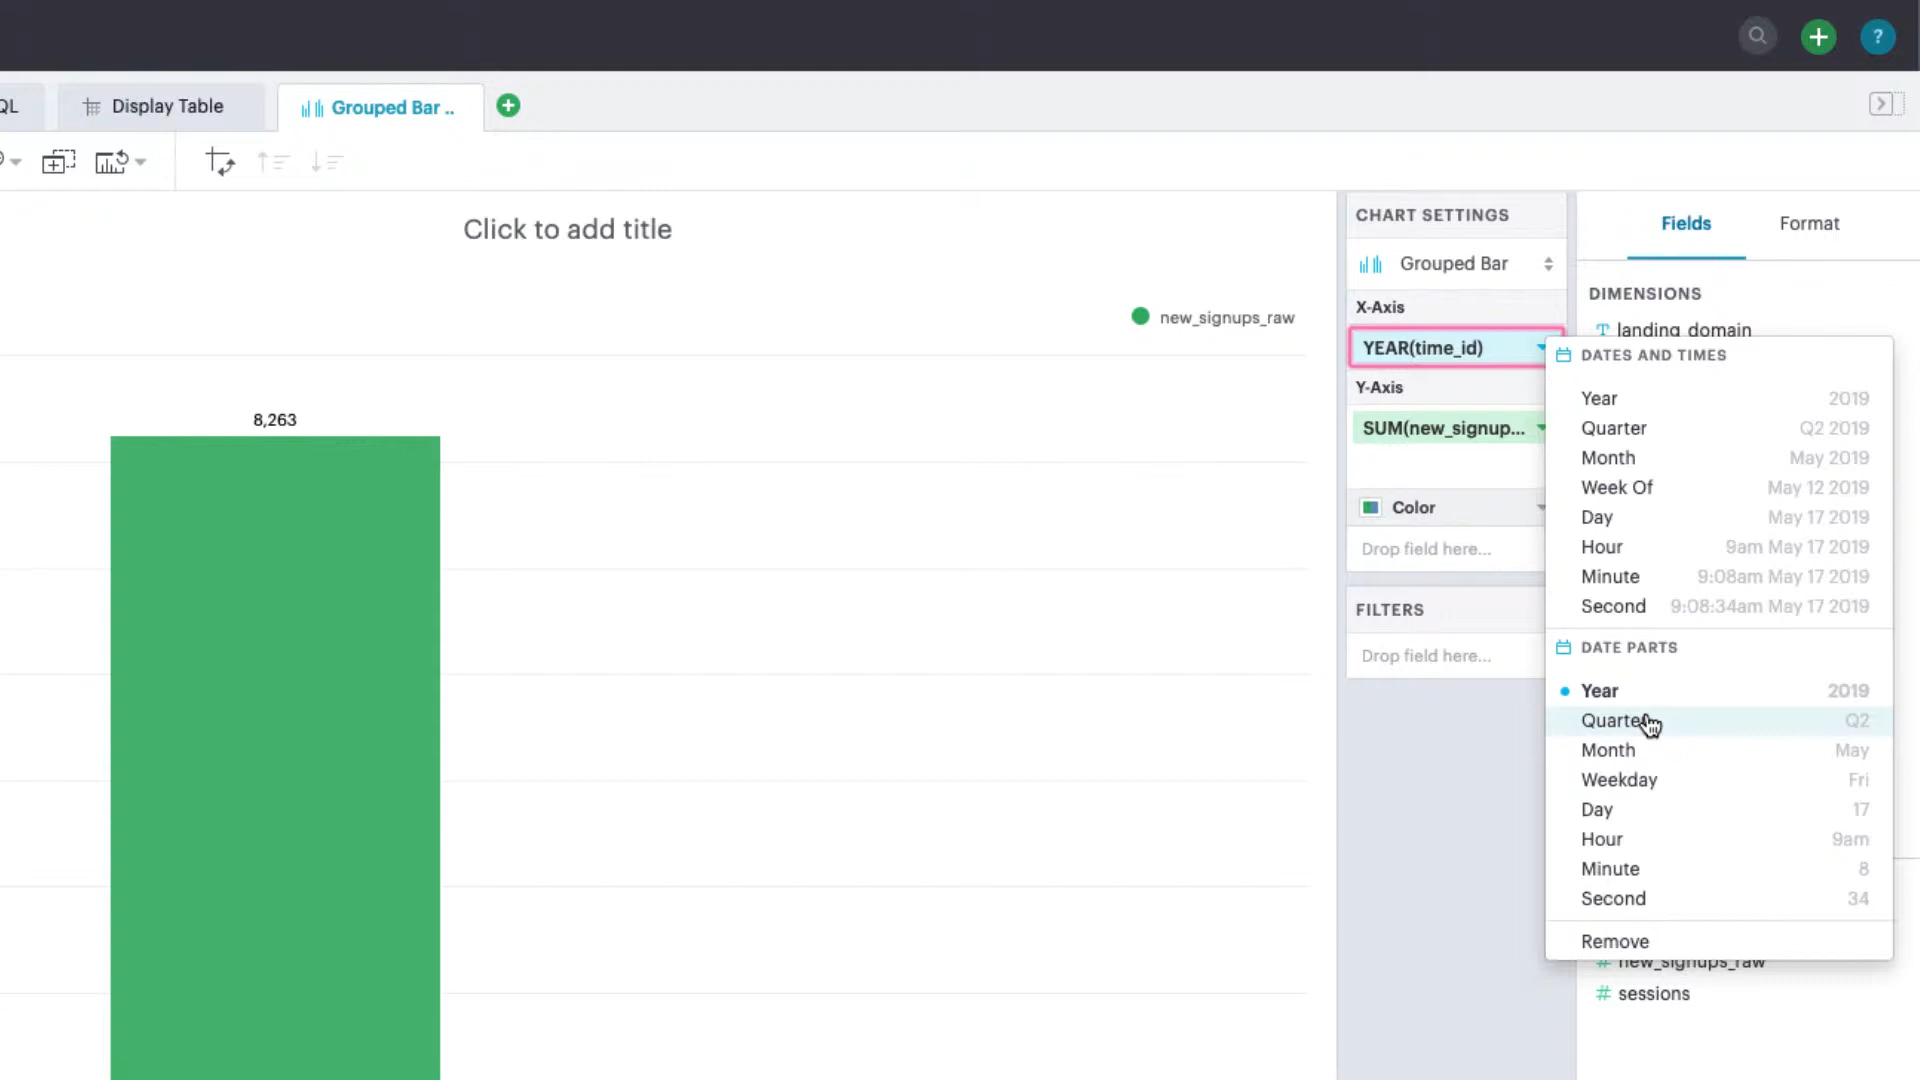 ?
QL
Display Table
Grouped Bar ..
Click to add title
new_signups_raw
8,263
CHART SETTINGS
Grouped Bar
X-Axis
YEAR(time_id)
Y-Axis
SUM(new_signup...
Color
Drop field here...
FILTERS
Drop field here...
Fields
Format
DIMENSIONS
T landing_domain
DATES AND TIMES
Year 2019
Quarter Q2 2019
Month May 2019
Week Of May 12 2019
Day May 17 2019
Hour 9am May 17 2019
Minute 9:08am May 17 2019
Second 9:08:34am May 17 2019
DATE PARTS
Year 2019
Quarter Q2
Month May
Weekday Fri
Day 17
Hour 9am
Minute 8
Second 34
Remove
# new_signups_raw
# sessions